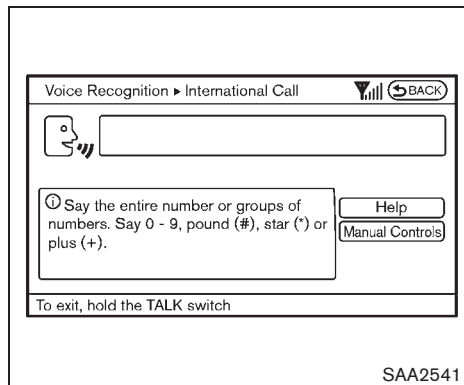 Voice Recognition ▸ International Call
BACK
Say the entire number or groups of
numbers. Say 0 - 9, pound (#), star (*) or
plus (+).
Help
Manual Controls
To exit, hold the TALK switch
SAA2541